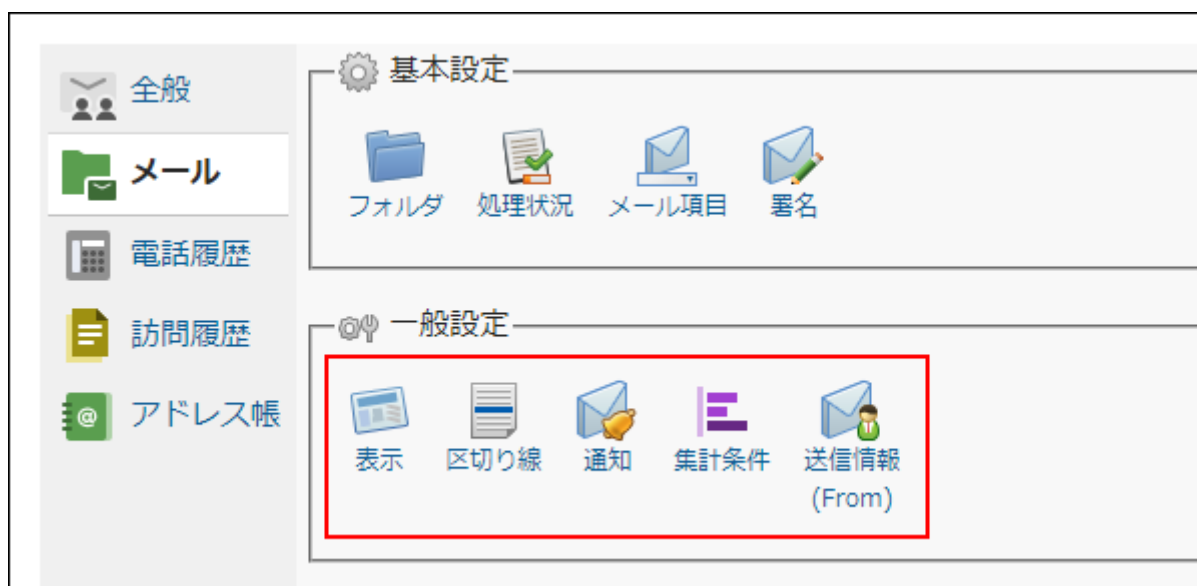 全般
メール
電話履歴
訪問履歴
アドレス帳
基本設定
フォルダ 処理状況 メール項目 署名
一般設定
表示 区切り線 通知 集計条件 送信情報
(From)